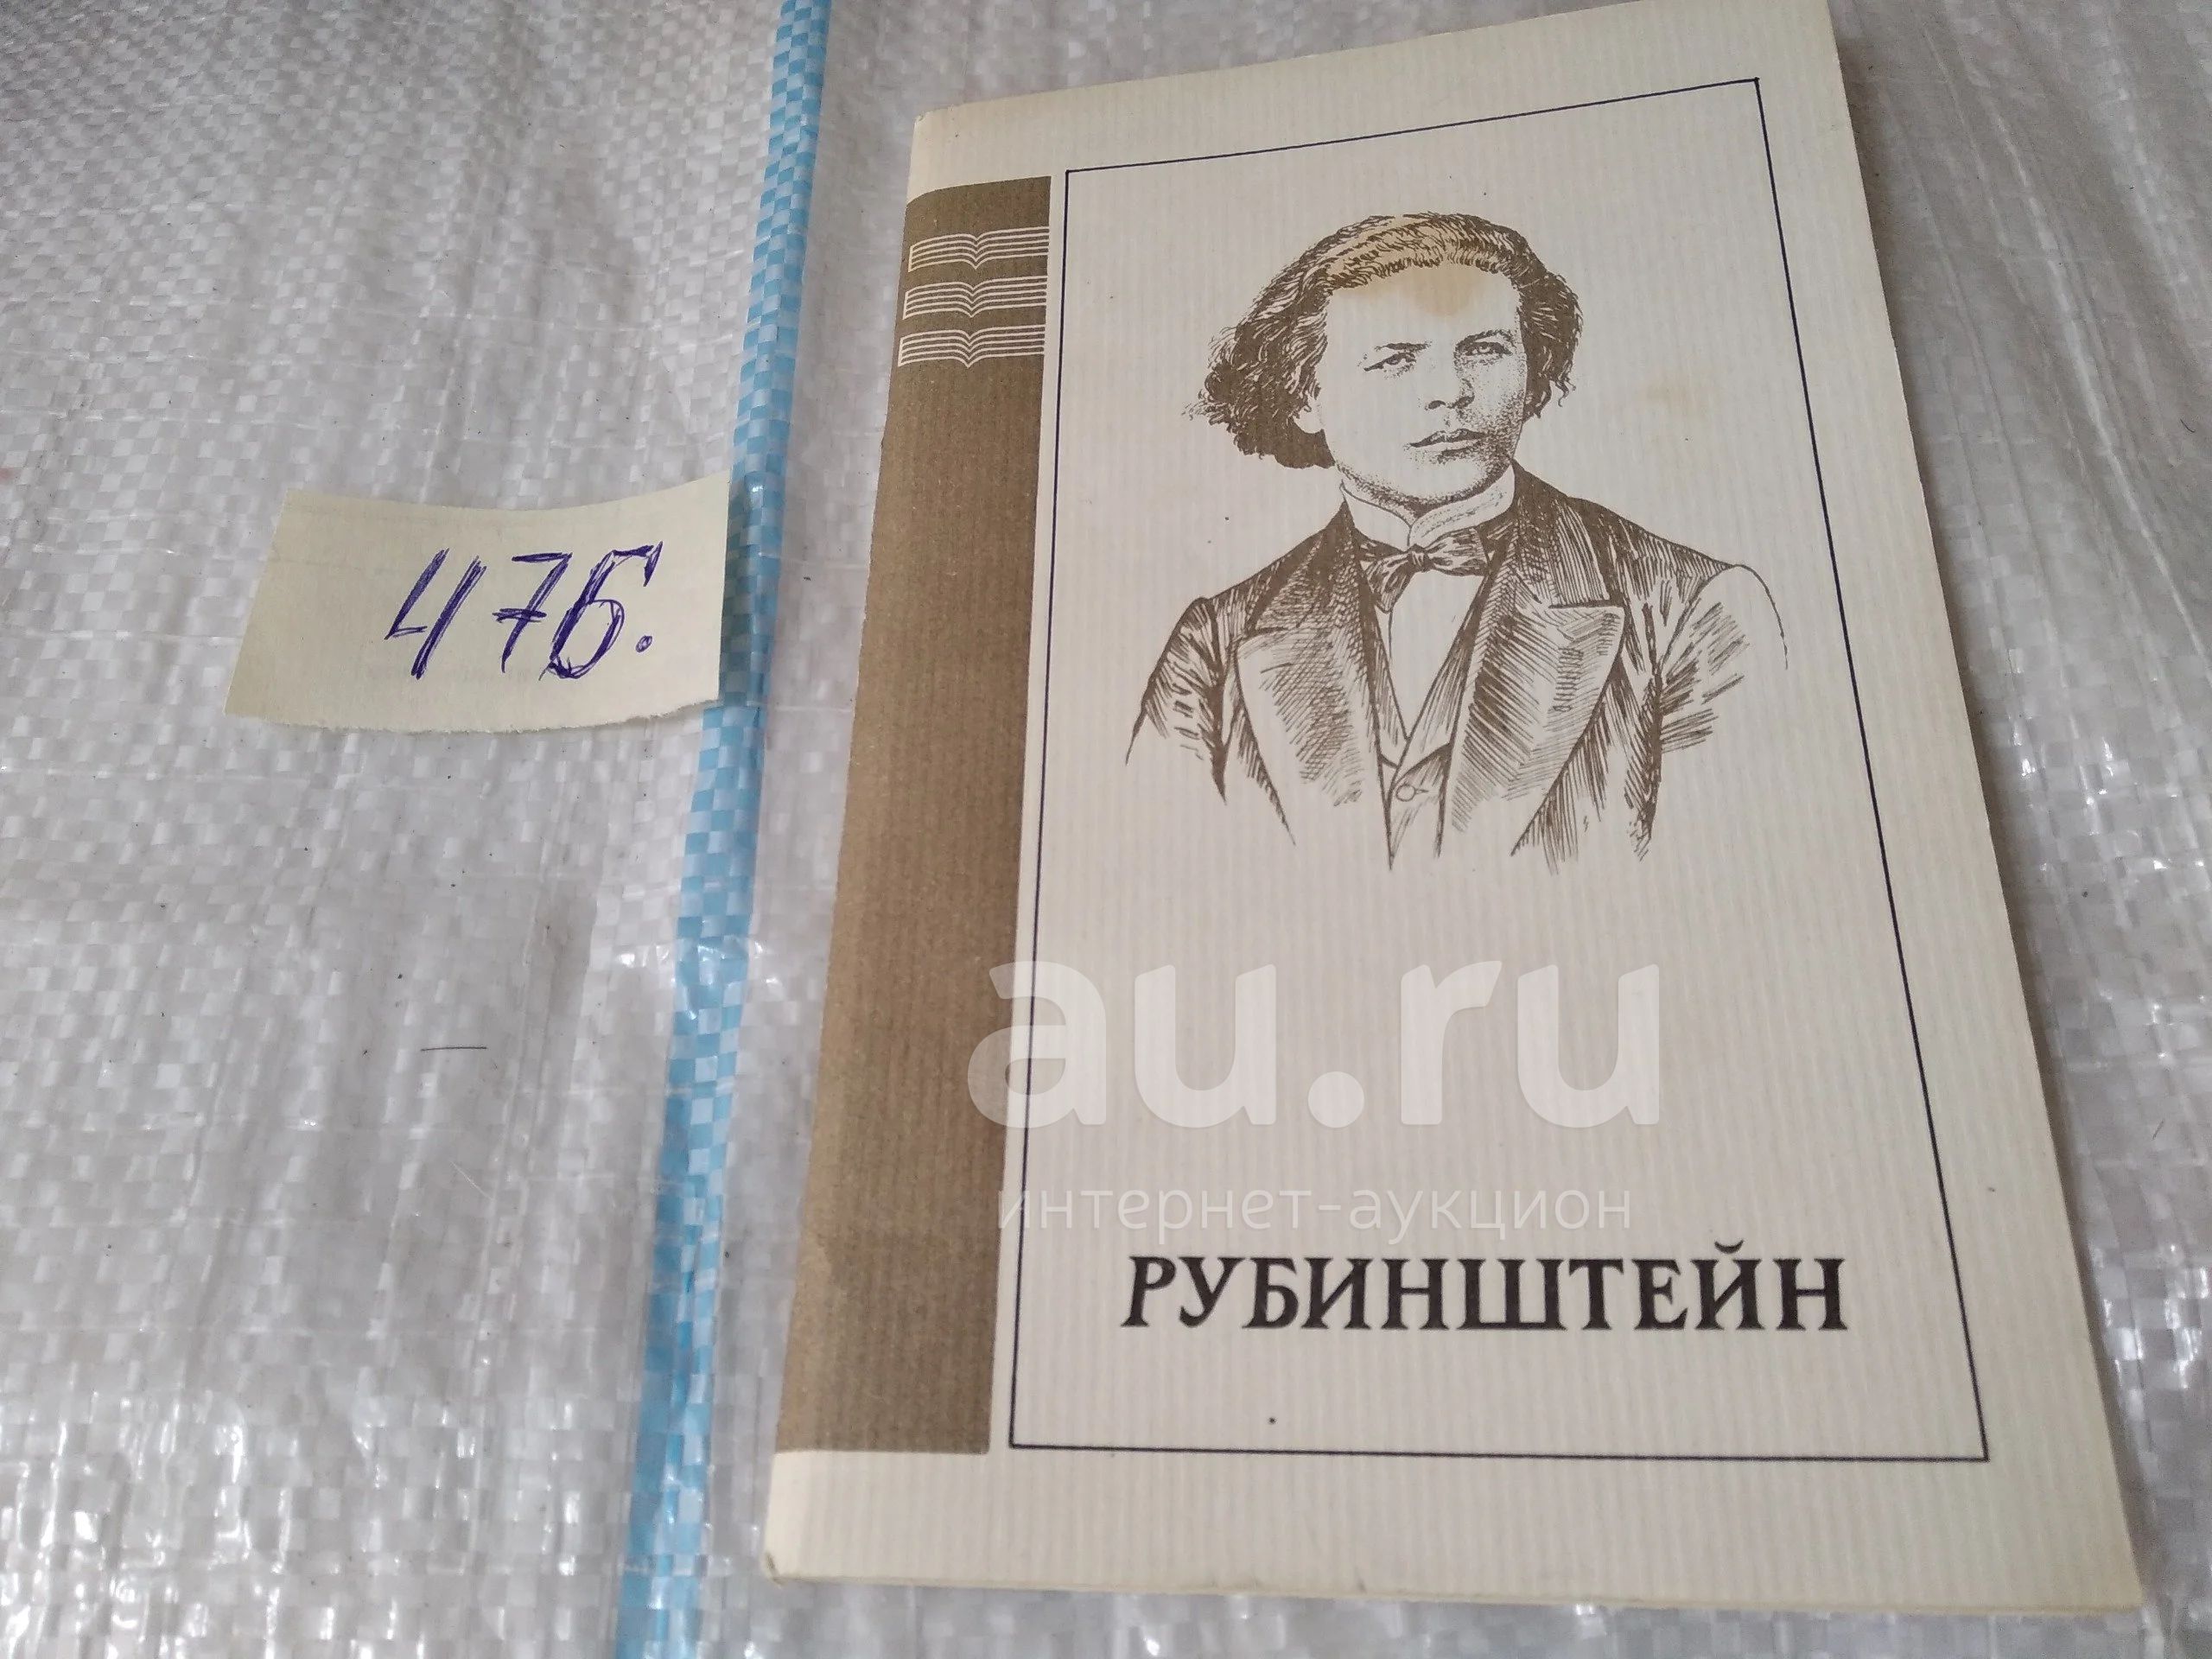 476.
au.ru
интернет-аукцион
РУБИНШТЕЙН